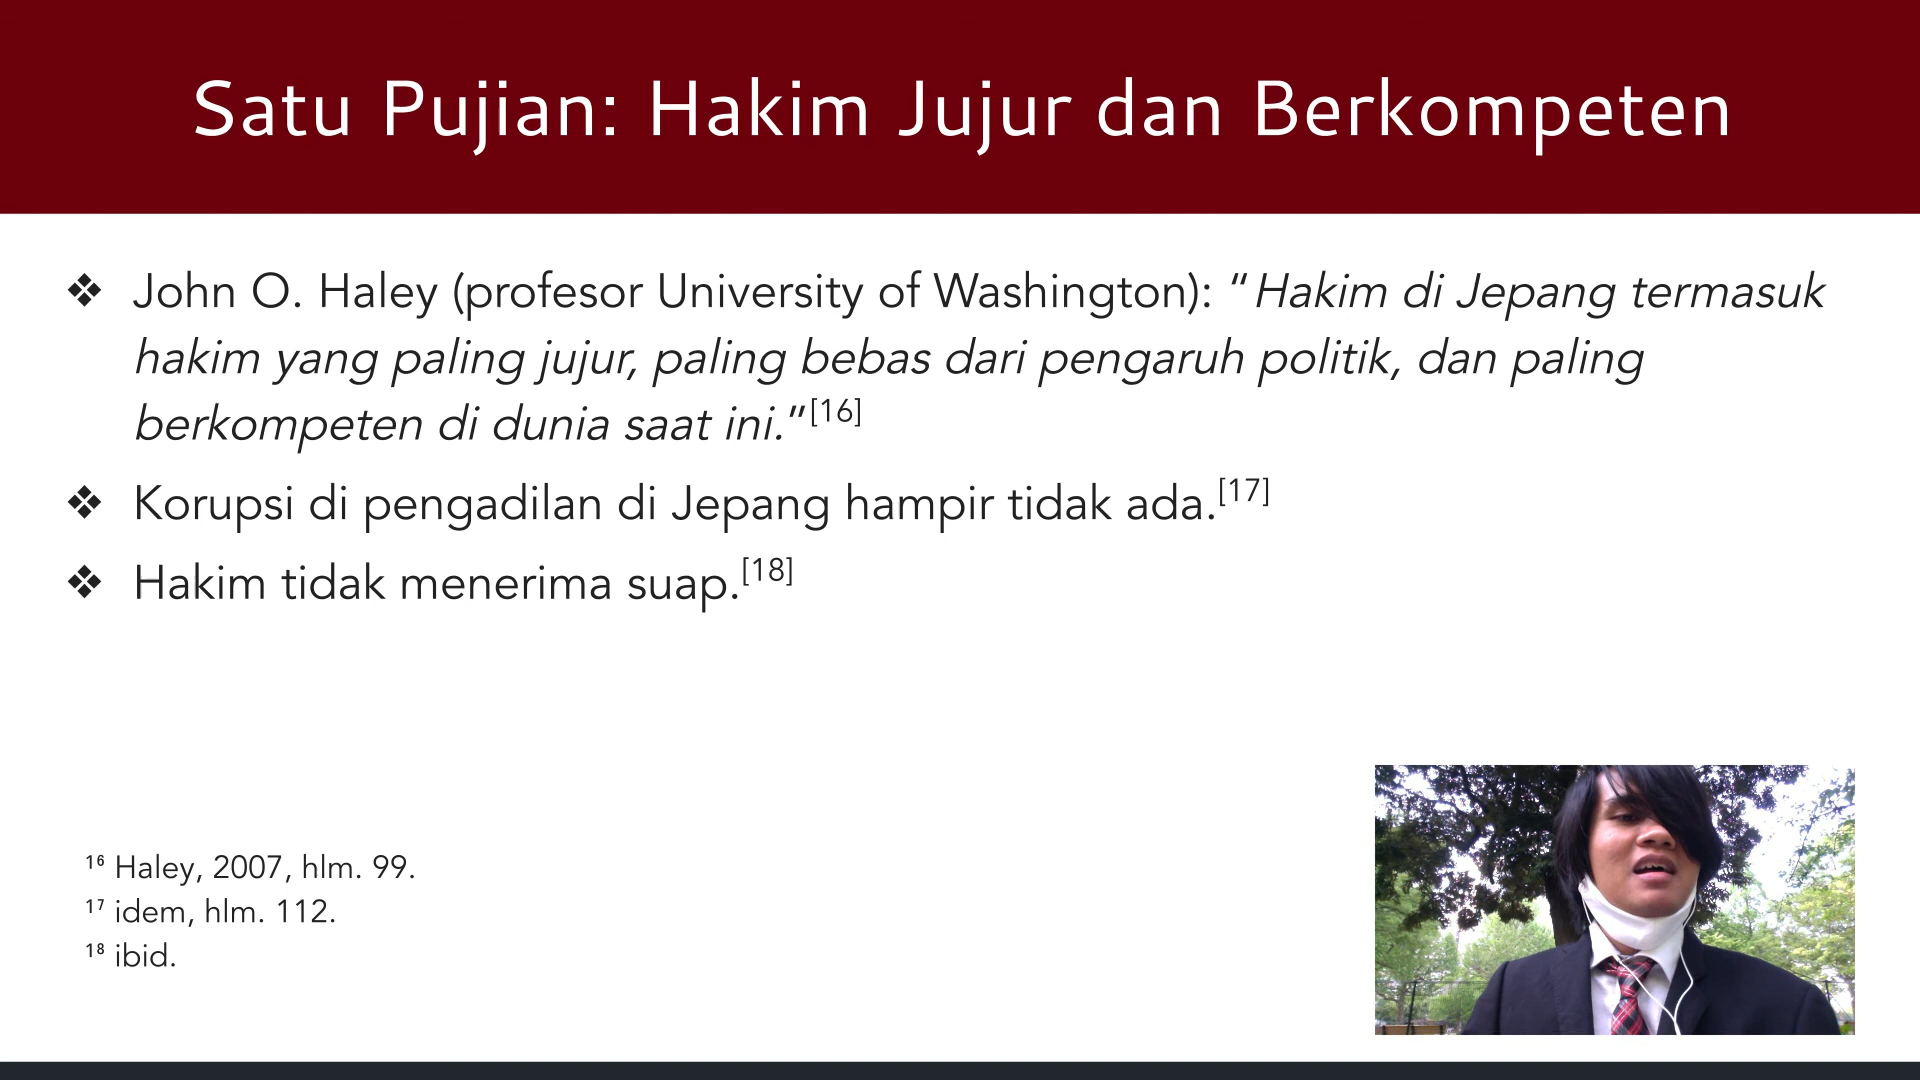 Satu Pujian: Hakim Jujur dan Berkompeten
❖ John O. Haley (profesor University of Washington): “Hakim di Jepang termasuk
hakim yang paling jujur, paling bebas dari pengaruh politik, dan paling
berkompeten di dunia saat ini.”[16]
❖ Korupsi di pengadilan di Jepang hampir tidak ada.[17]
❖ Hakim tidak menerima suap.[18]
¹⁶ Haley, 2007, hlm. 99.
¹⁷ idem, hlm. 112.
¹⁸ ibid.